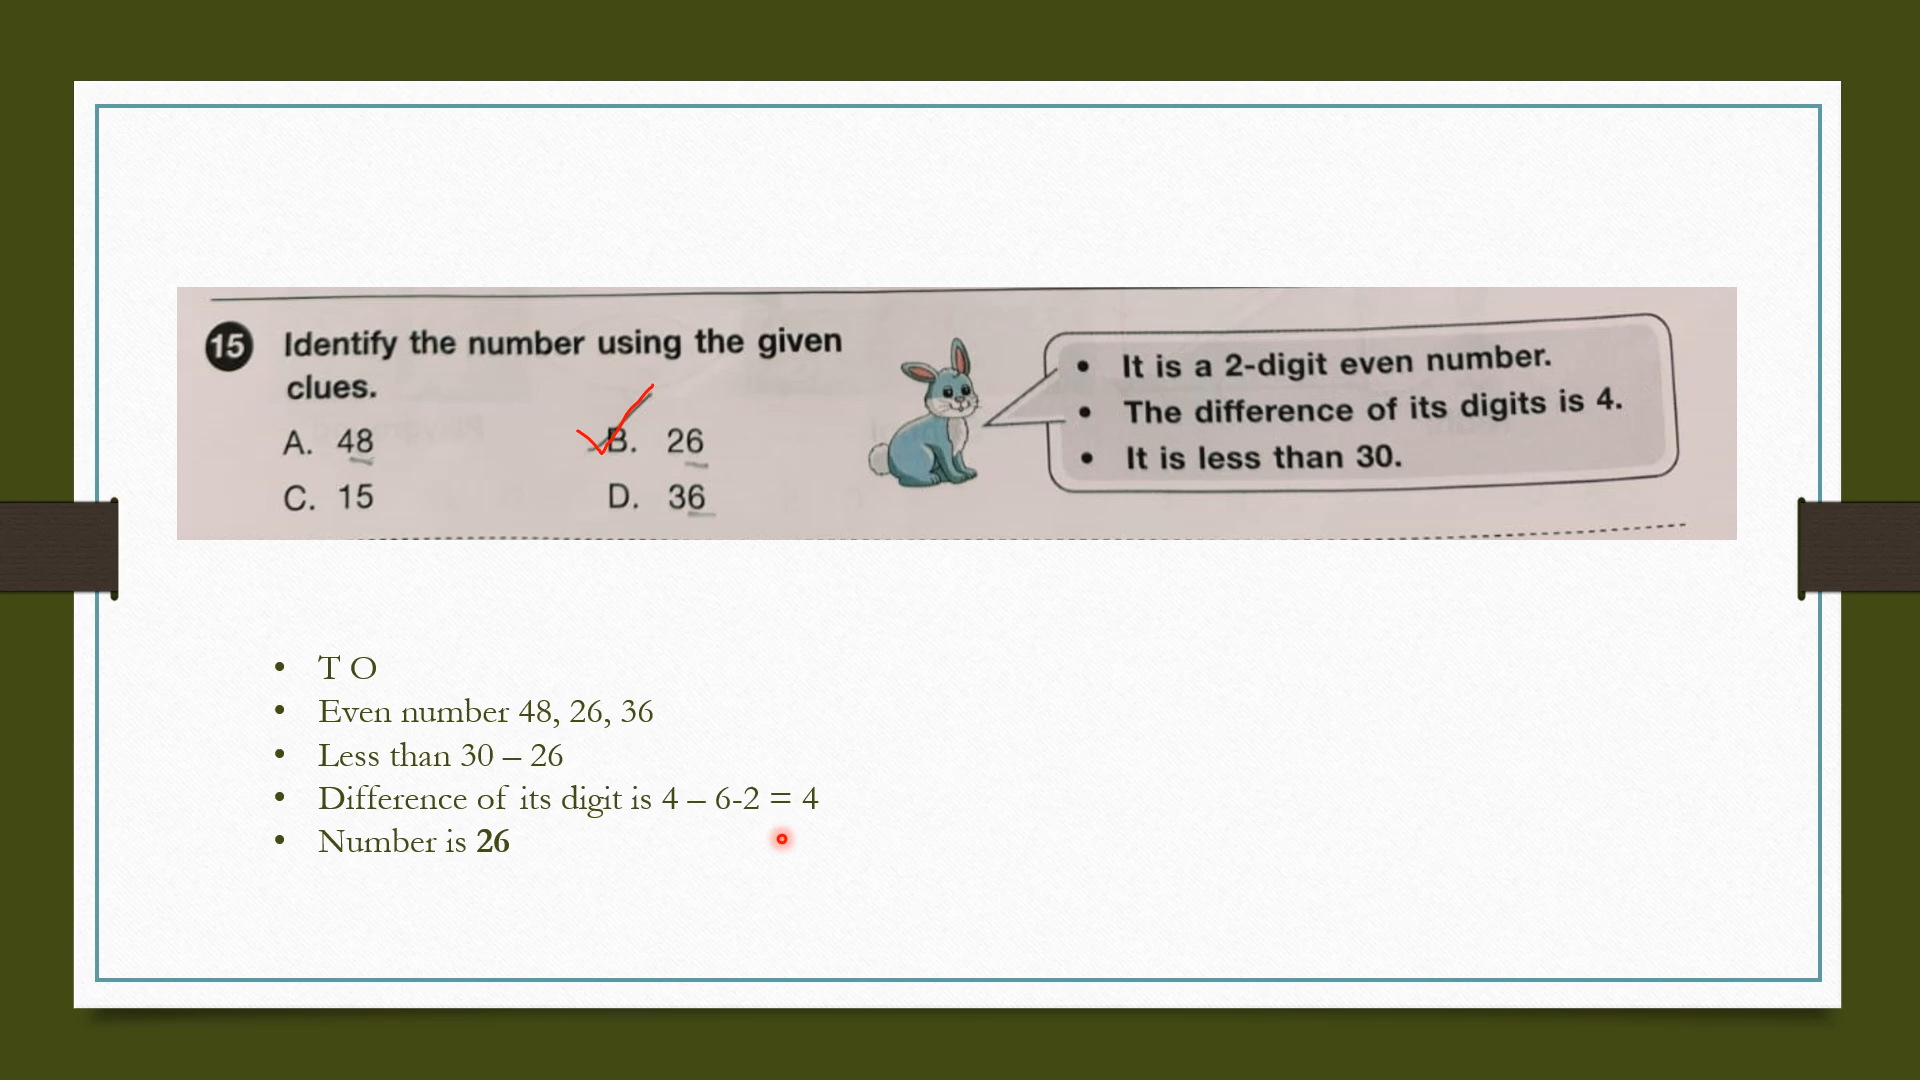 15 Identify the number using the given
clues.
A. 48 B. 26
C. 15 D. 36
• It is a 2-digit even number.
• The difference of its digits is 4.
• It is less than 30.
• T O
• Even number 48, 26, 36
• Less than 30 – 26
• Difference of its digit is 4 – 6-2 = 4
• Number is 26